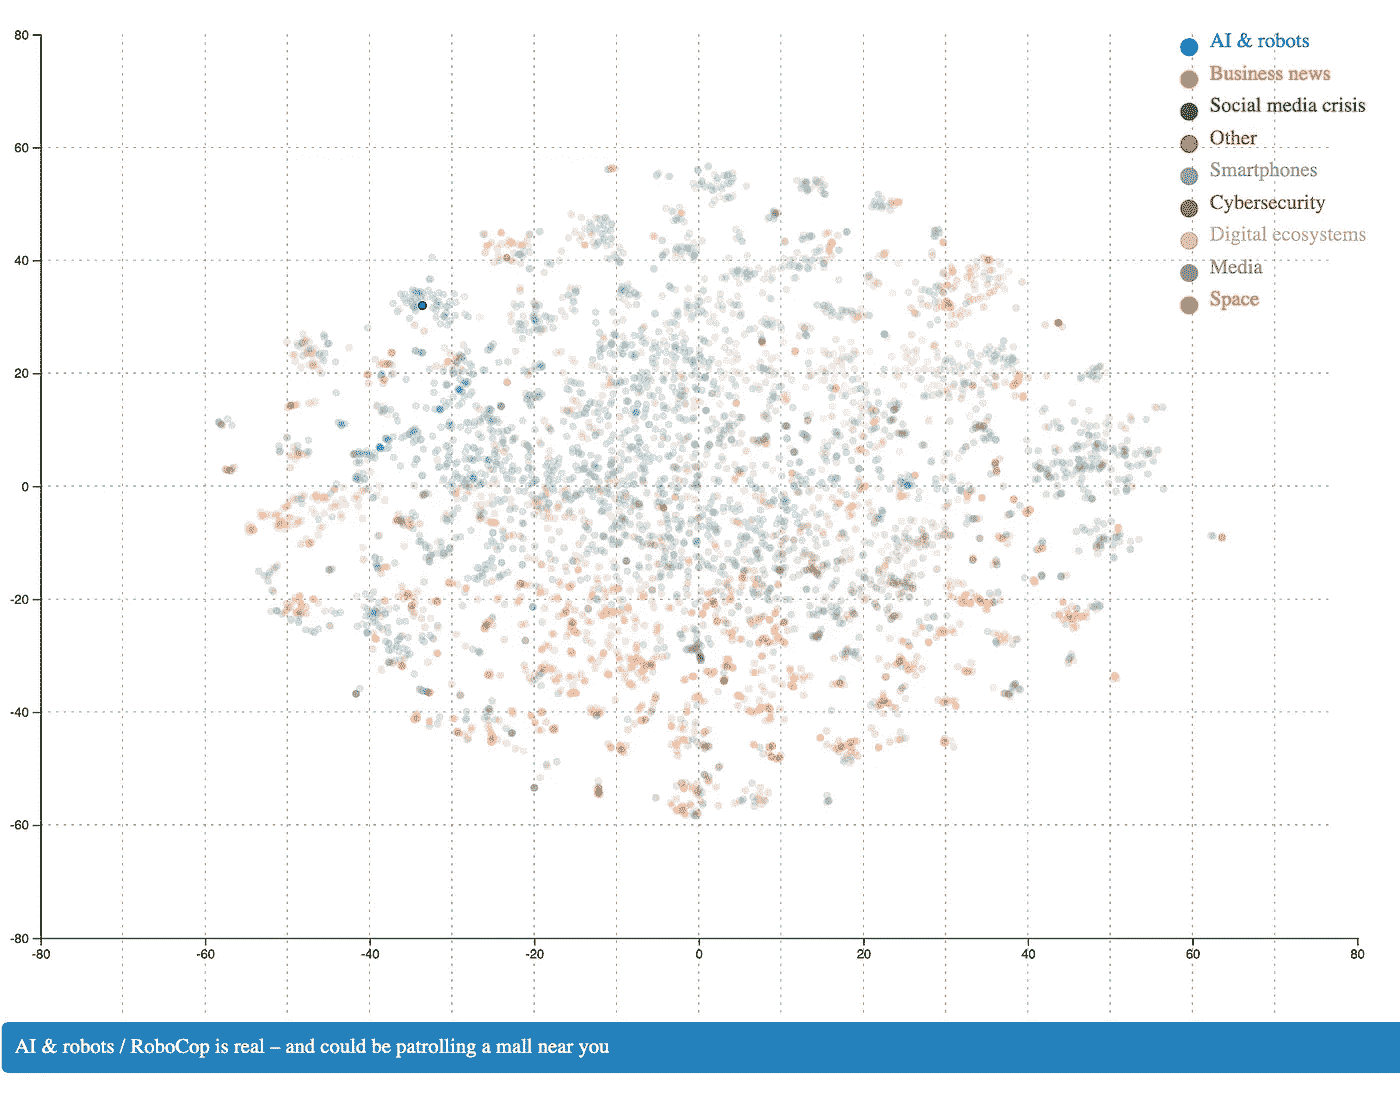 80
60
40
20
0
-20
-40
-60
-80
-80 -60 -40 -20 0 20 40 60 80
AI & robots
Business news
Social media crisis
Other
Smartphones
Cybersecurity
Digital ecosystems
Media
Space
AI & robots / RoboCop is real – and could be patrolling a mall near you